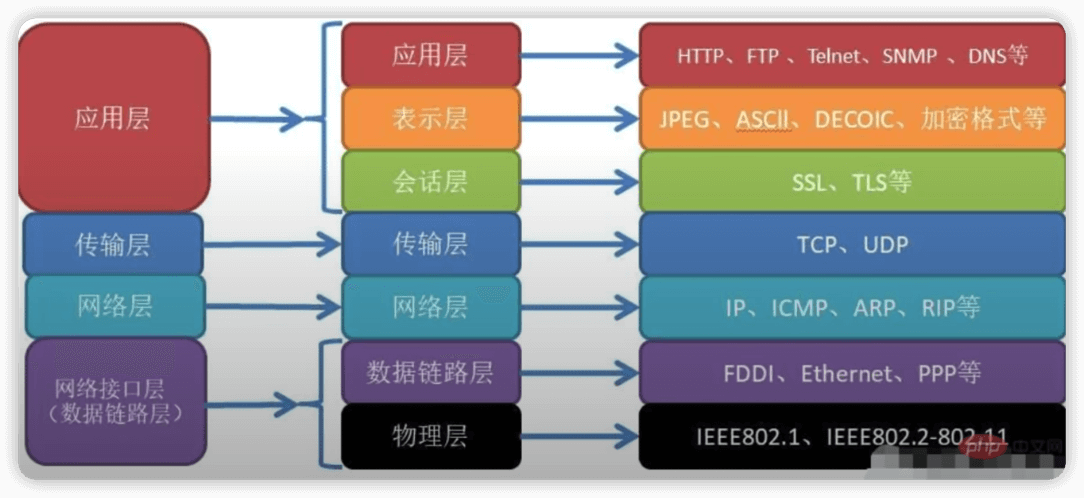 应用层
应用层
HTTP、FTP 、Telnet、SNMP 、DNS等
表示层
JPEG、ASCll、DECOIC、加密格式等
会话层
SSL、TLS等
传输层
传输层
TCP、UDP
网络层
网络层
IP、ICMP、ARP、RIP等
网络接口层
（数据链路层）
数据链路层
FDDI、Ethernet、PPP等
物理层
IEEE802.1、IEEE802.2-802.11
php 中文网